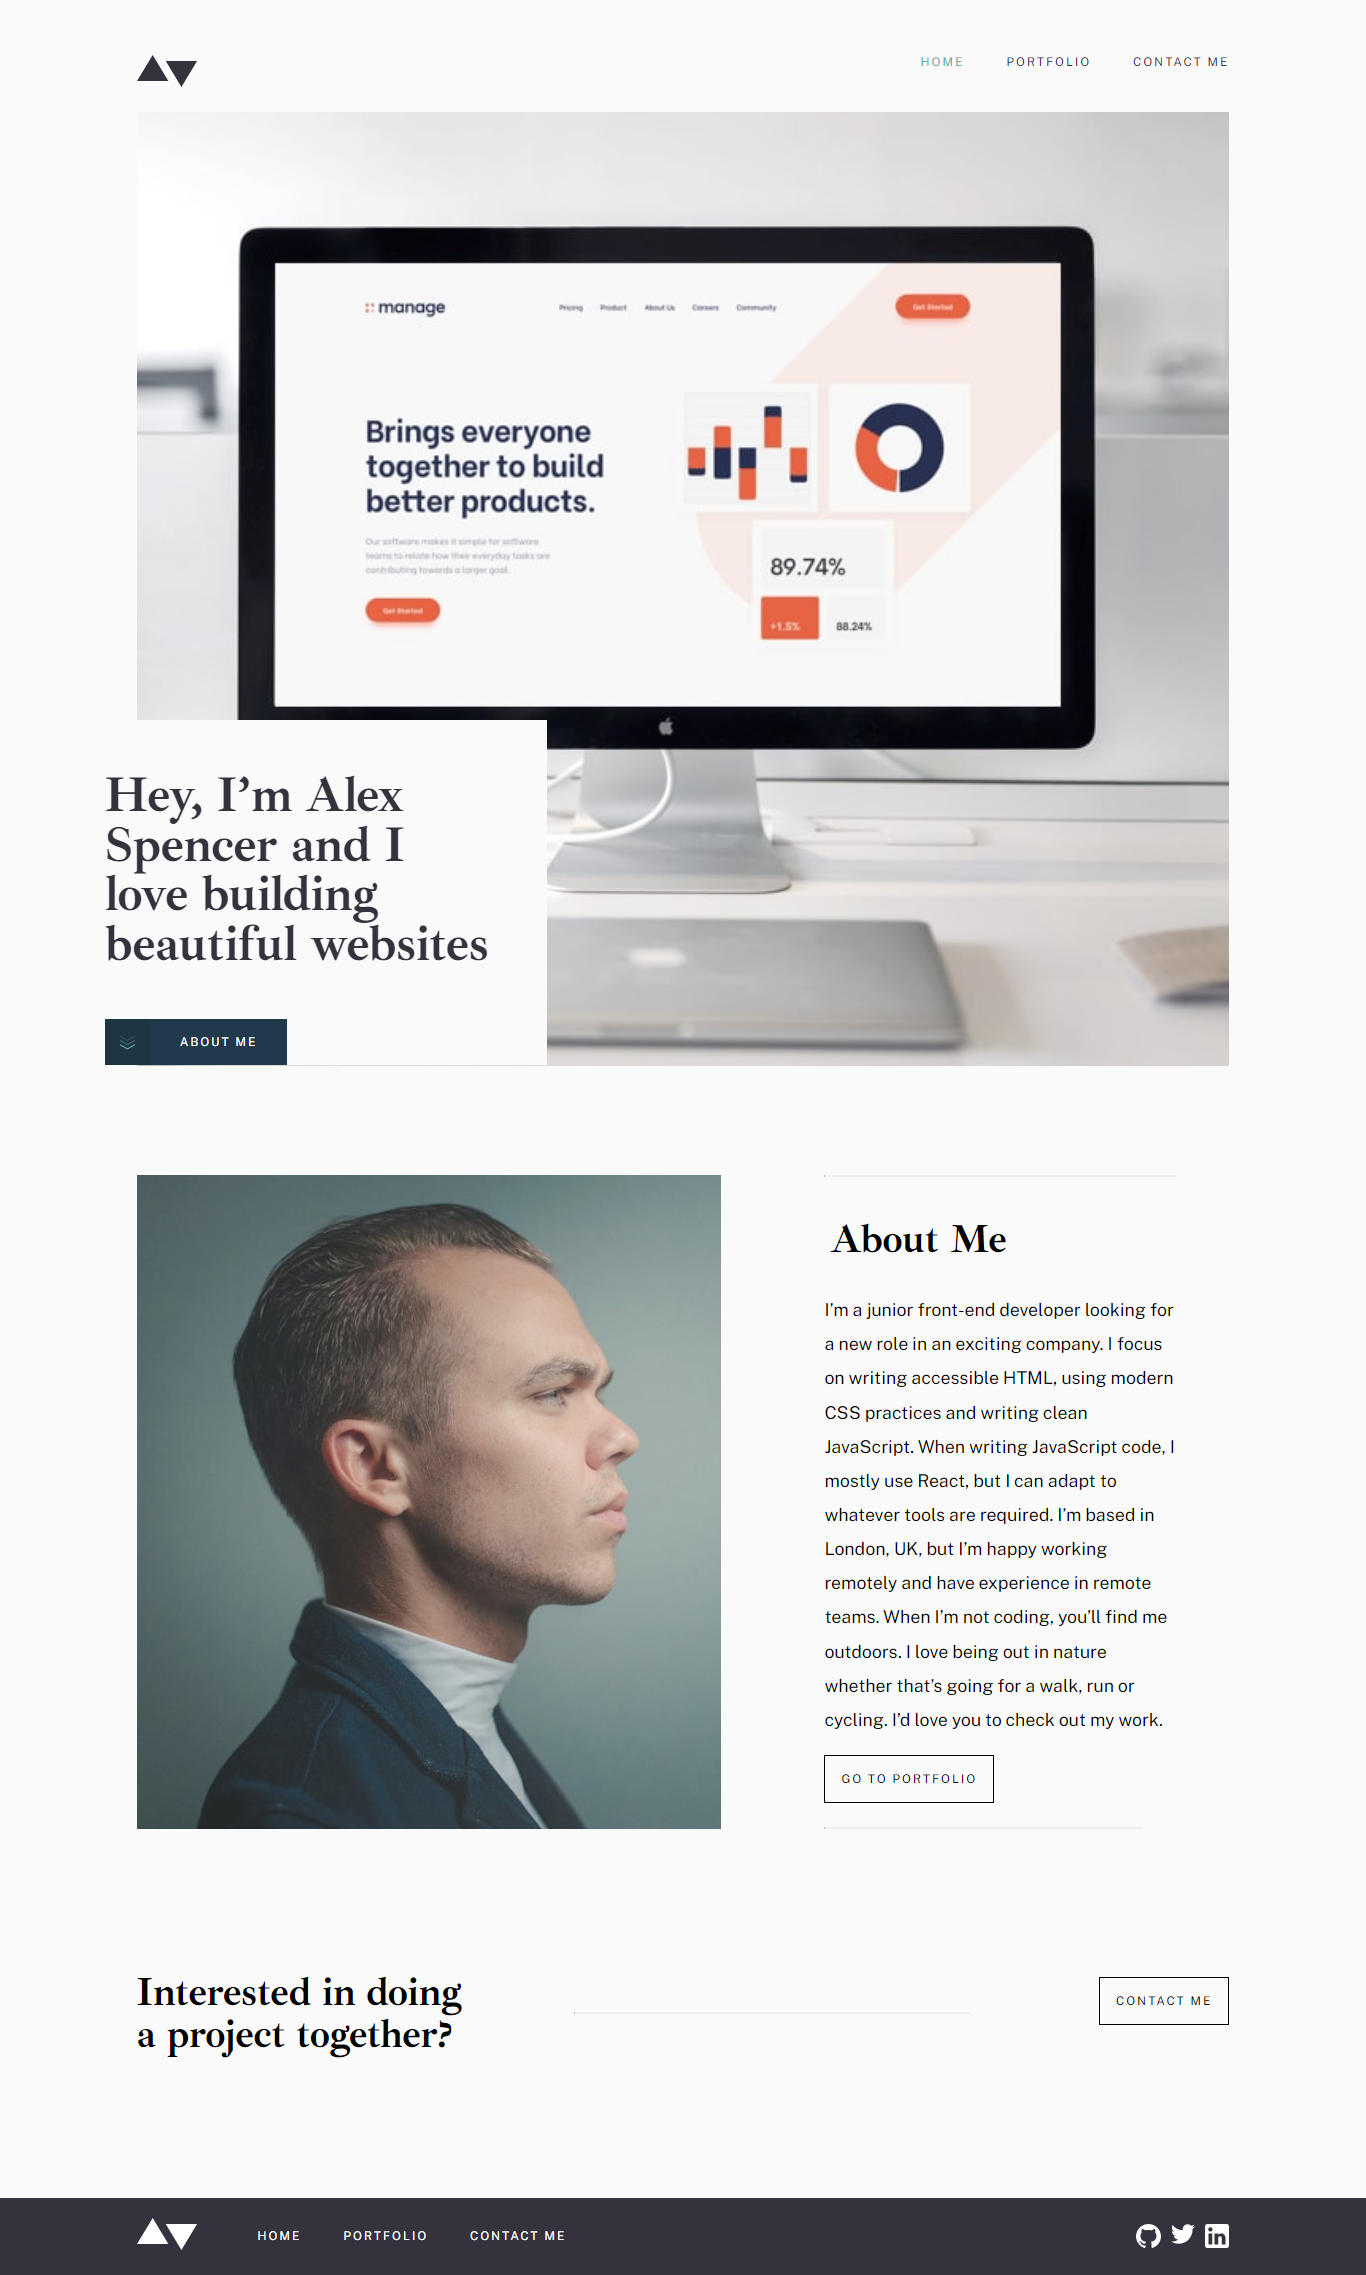 HOME PORTFOLIO CONTACT ME
manage Pricing Product About Us Careers Community Get Started
Brings everyone
together to build
better products.
Our software makes it simple for software
teams to relate how their everyday tasks are
contributing towards a larger goal.
Get Started
89.74%
+1.5% 88.24%
Hey, I’m Alex
Spencer and I
love building
beautiful websites
ABOUT ME
About Me
I’m a junior front-end developer looking for
a new role in an exciting company. I focus
on writing accessible HTML, using modern
CSS practices and writing clean
JavaScript. When writing JavaScript code, I
mostly use React, but I can adapt to
whatever tools are required. I’m based in
London, UK, but I’m happy working
remotely and have experience in remote
teams. When I’m not coding, you’ll find me
outdoors. I love being out in nature
whether that’s going for a walk, run or
cycling. I’d love you to check out my work.
GO TO PORTFOLIO
Interested in doing
a project together?
CONTACT ME
HOME PORTFOLIO CONTACT ME
in